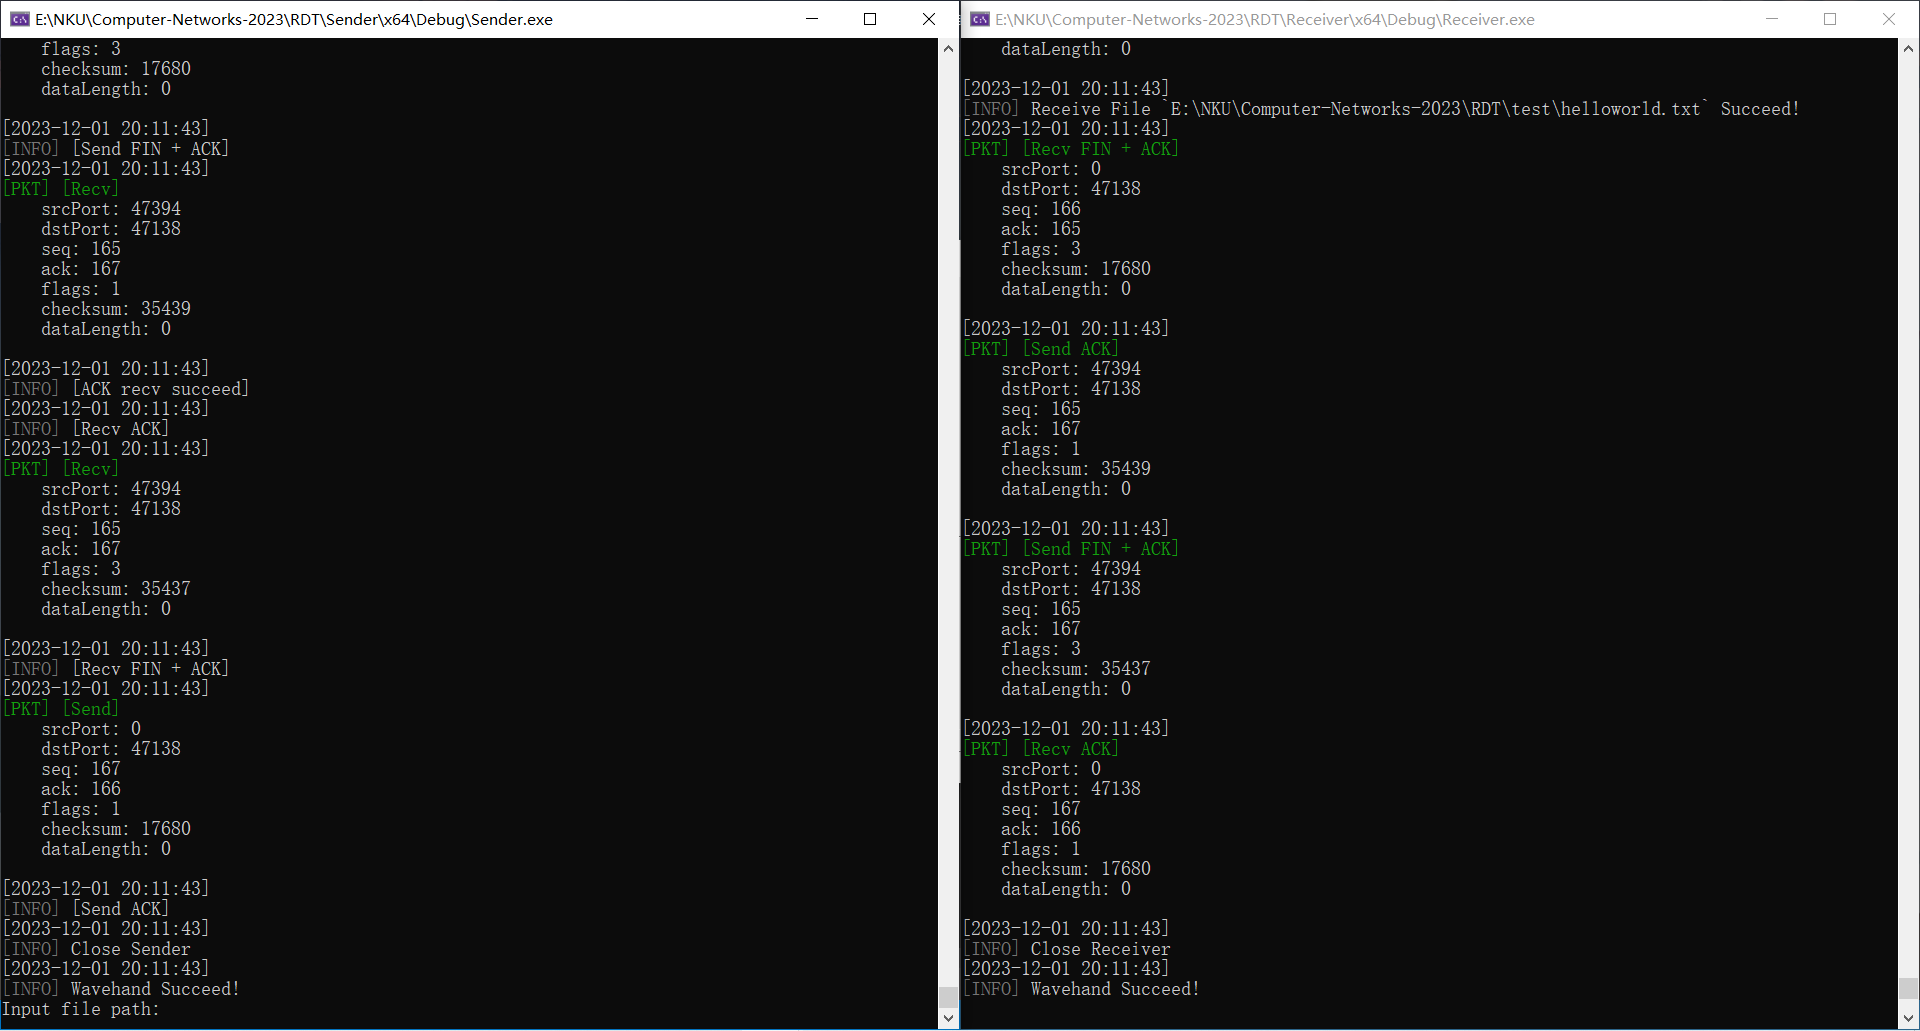 E:\NKU\Computer-Networks-2023\RDT\Sender\x64\Debug\Sender.exe
flags: 3
checksum: 17680
dataLength: 0
[2023-12-01 20:11:43]
[INFO] [Send FIN + ACK]
[2023-12-01 20:11:43]
[PKT] [Recv]
srcPort: 47394
dstPort: 47138
seq: 165
ack: 167
flags: 1
checksum: 35439
dataLength: 0
[2023-12-01 20:11:43]
[INFO] [ACK recv succeed]
[2023-12-01 20:11:43]
[INFO] [Recv ACK]
[2023-12-01 20:11:43]
[PKT] [Recv]
srcPort: 47394
dstPort: 47138
seq: 165
ack: 167
flags: 3
checksum: 35437
dataLength: 0
[2023-12-01 20:11:43]
[INFO] [Recv FIN + ACK]
[2023-12-01 20:11:43]
[PKT] [Send]
srcPort: 0
dstPort: 47138
seq: 167
ack: 166
flags: 1
checksum: 17680
dataLength: 0
[2023-12-01 20:11:43]
[INFO] [Send ACK]
[2023-12-01 20:11:43]
[INFO] Close Sender
[2023-12-01 20:11:43]
[INFO] Wavehand Succeed!
Input file path:
E:\NKU\Computer-Networks-2023\RDT\Receiver\x64\Debug\Receiver.exe
dataLength: 0
[2023-12-01 20:11:43]
[INFO] Receive File `E:\NKU\Computer-Networks-2023\RDT\test\helloworld.txt` Succeed!
[2023-12-01 20:11:43]
[PKT] [Recv FIN + ACK]
srcPort: 0
dstPort: 47138
seq: 166
ack: 165
flags: 3
checksum: 17680
dataLength: 0
[2023-12-01 20:11:43]
[PKT] [Send ACK]
srcPort: 47394
dstPort: 47138
seq: 165
ack: 167
flags: 1
checksum: 35439
dataLength: 0
[2023-12-01 20:11:43]
[PKT] [Send FIN + ACK]
srcPort: 47394
dstPort: 47138
seq: 165
ack: 167
flags: 3
checksum: 35437
dataLength: 0
[2023-12-01 20:11:43]
[PKT] [Recv ACK]
srcPort: 0
dstPort: 47138
seq: 167
ack: 166
flags: 1
checksum: 17680
dataLength: 0
[2023-12-01 20:11:43]
[INFO] Close Receiver
[2023-12-01 20:11:43]
[INFO] Wavehand Succeed!